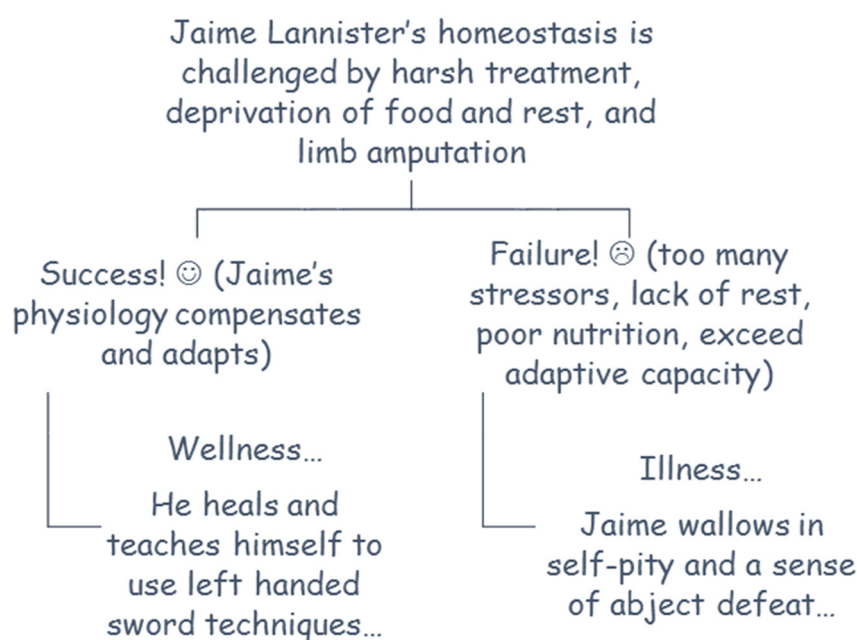 Jaime Lannister's homeostasis is
challenged by harsh treatment,
deprivation of food and rest, and
limb amputation
Success! ☺ (Jaime's
physiology compensates
and adapts)
Wellness…
He heals and
teaches himself to
use left handed
sword techniques…
Failure! ☹ (too many
stressors, lack of rest,
poor nutrition, exceed
adaptive capacity)
Illness…
Jaime wallows in
self-pity and a sense
of abject defeat…